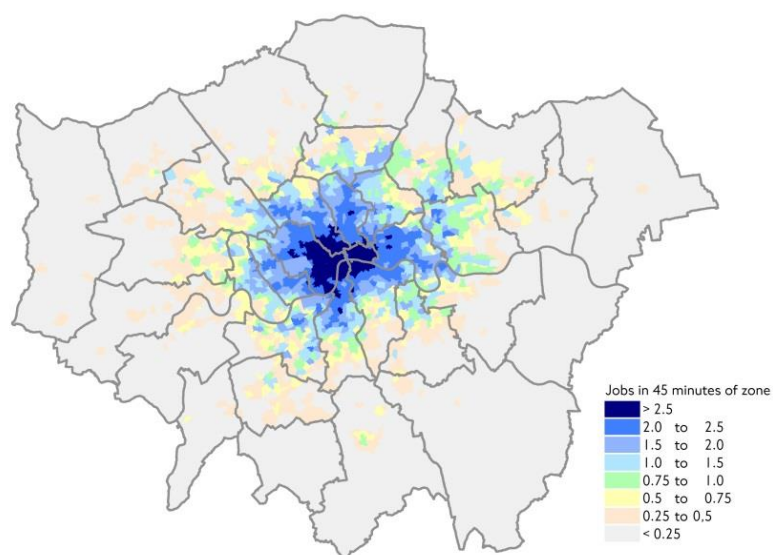 Jobs in 45 minutes of zone
> 2.5
2.0 to 2.5
1.5 to 2.0
1.0 to 1.5
0.75 to 1.0
0.5 to 0.75
0.25 to 0.5
< 0.25